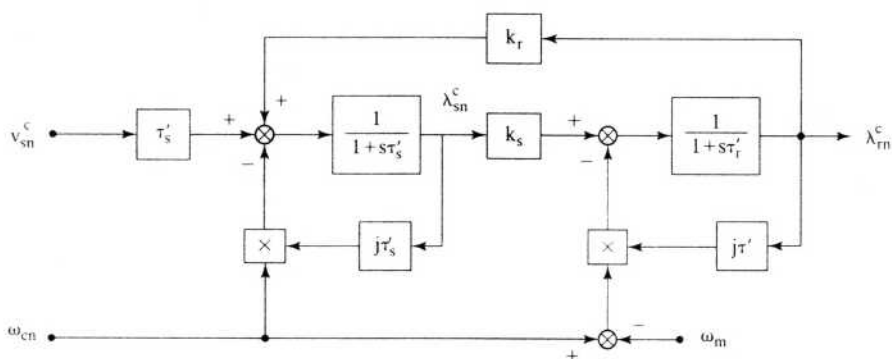 k_r
+
λ_sn^c
v_sn^c
τ'_s
+
1
1+sτ'_s
k_s
+
1
1+sτ'_r
λ_rn^c
−
−
×
jτ'_s
×
jτ'
ω_cn
+
−
ω_m